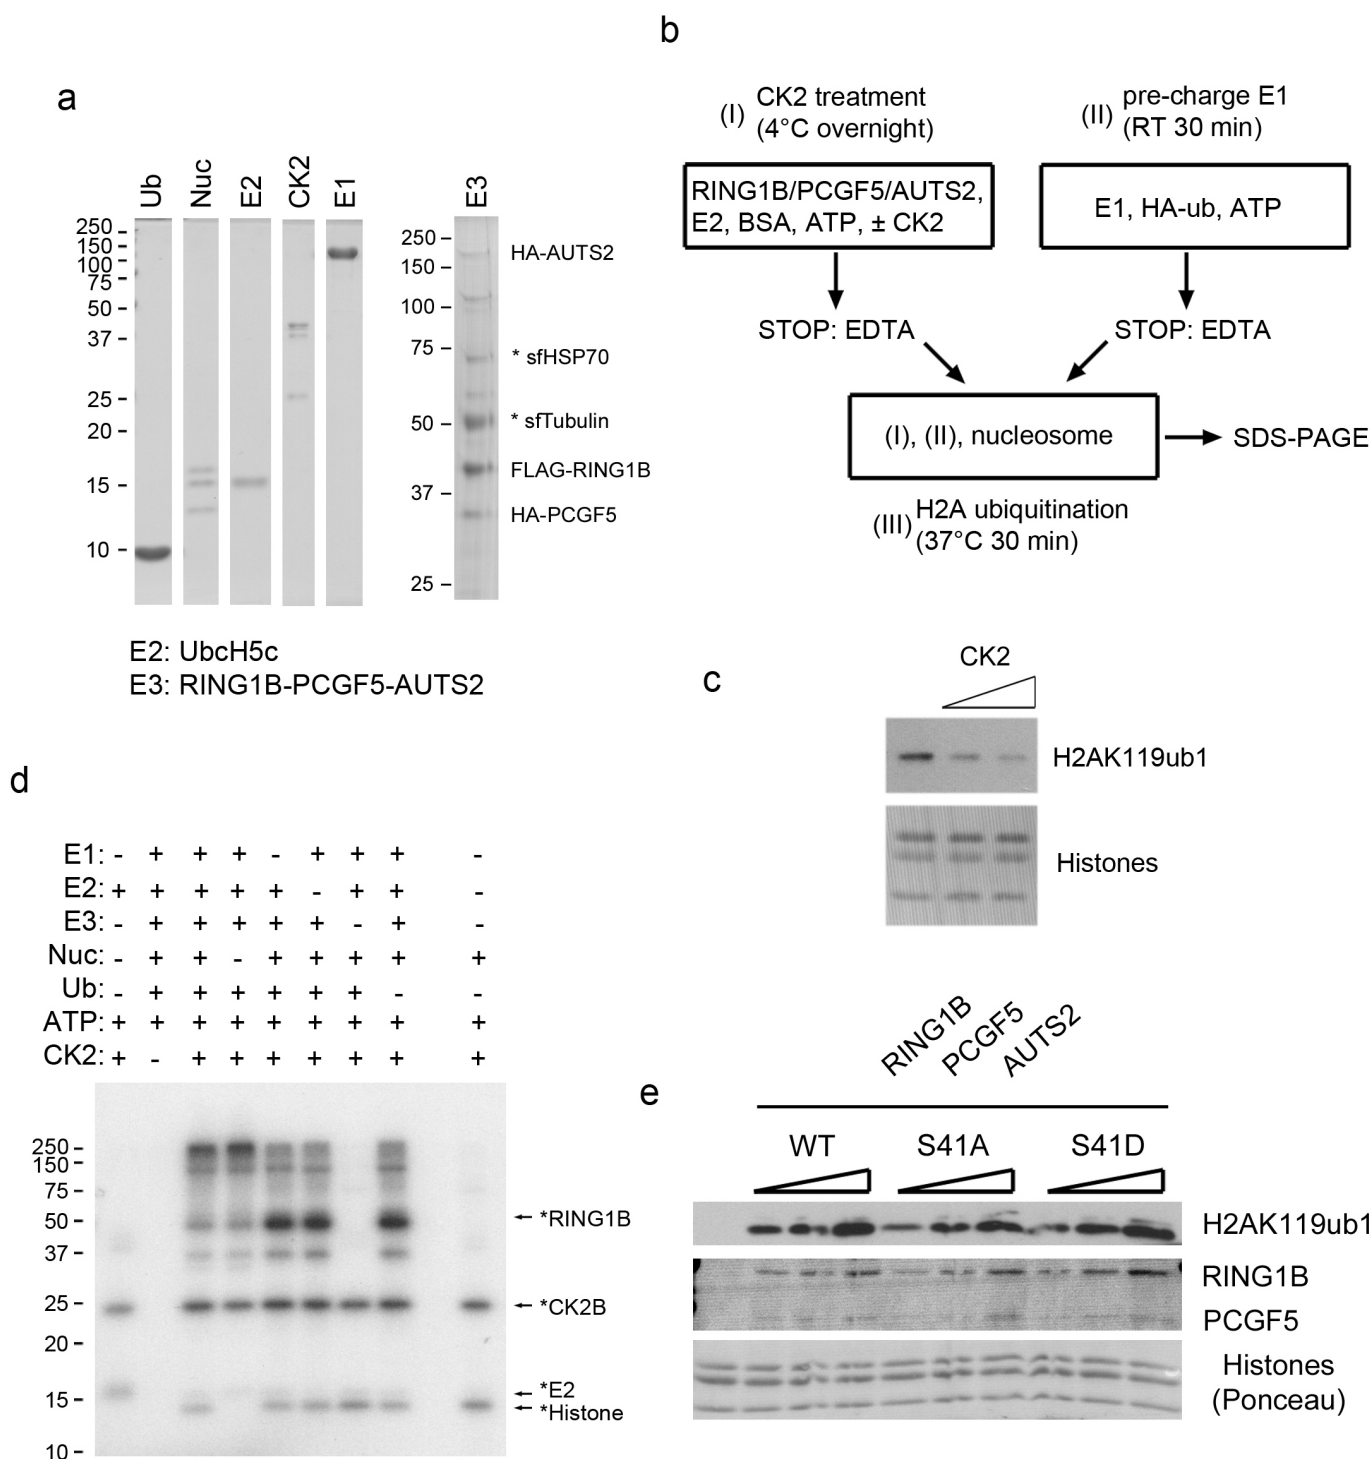 a
Ub
Nuc
E2
CK2
E1
E3
250 –
150 –
100 –
75 –
50 –
37 –
25 –
20 –
15 –
10 –
250 –
150 –
100 –
75 –
50 –
37 –
25 –
HA-AUTS2
* sfHSP70
* sfTubulin
FLAG-RING1B
HA-PCGF5
E2: UbcH5c
E3: RING1B-PCGF5-AUTS2
b
(I) CK2 treatment
(4°C overnight)
(II) pre-charge E1
(RT 30 min)
RING1B/PCGF5/AUTS2,
E2, BSA, ATP, ± CK2
E1, HA-ub, ATP
STOP: EDTA
STOP: EDTA
(I), (II), nucleosome
SDS-PAGE
(III) H2A ubiquitination
(37°C 30 min)
c
CK2
H2AK119ub1
Histones
d
E1: - + + + - + + + -
E2: + + + + + - + + -
E3: - + + + + + - + -
Nuc: - + + - + + + + +
Ub: - + + + + + + - -
ATP: + + + + + + + + +
CK2: + - + + + + + + +
250 –
150 –
75 –
50 –
37 –
25 –
20 –
15 –
10 –
*RING1B
*CK2B
*E2
*Histone
e
RING1B
PCGF5
AUTS2
WT
S41A
S41D
H2AK119ub1
RING1B
PCGF5
Histones
(Ponceau)